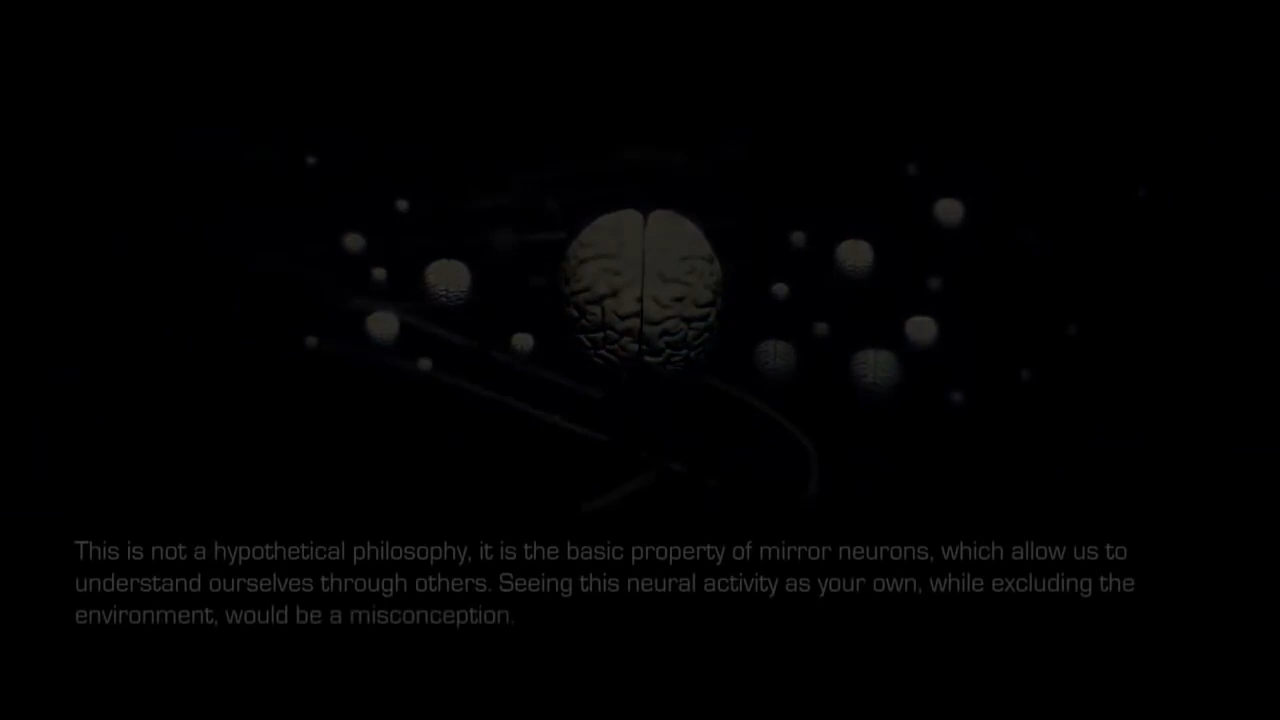 This is not a hypothetical philosophy, it is the basic property of mirror neurons, which allow us to
understand ourselves through others. Seeing this neural activity as your own, while excluding the
environment, would be a misconception.